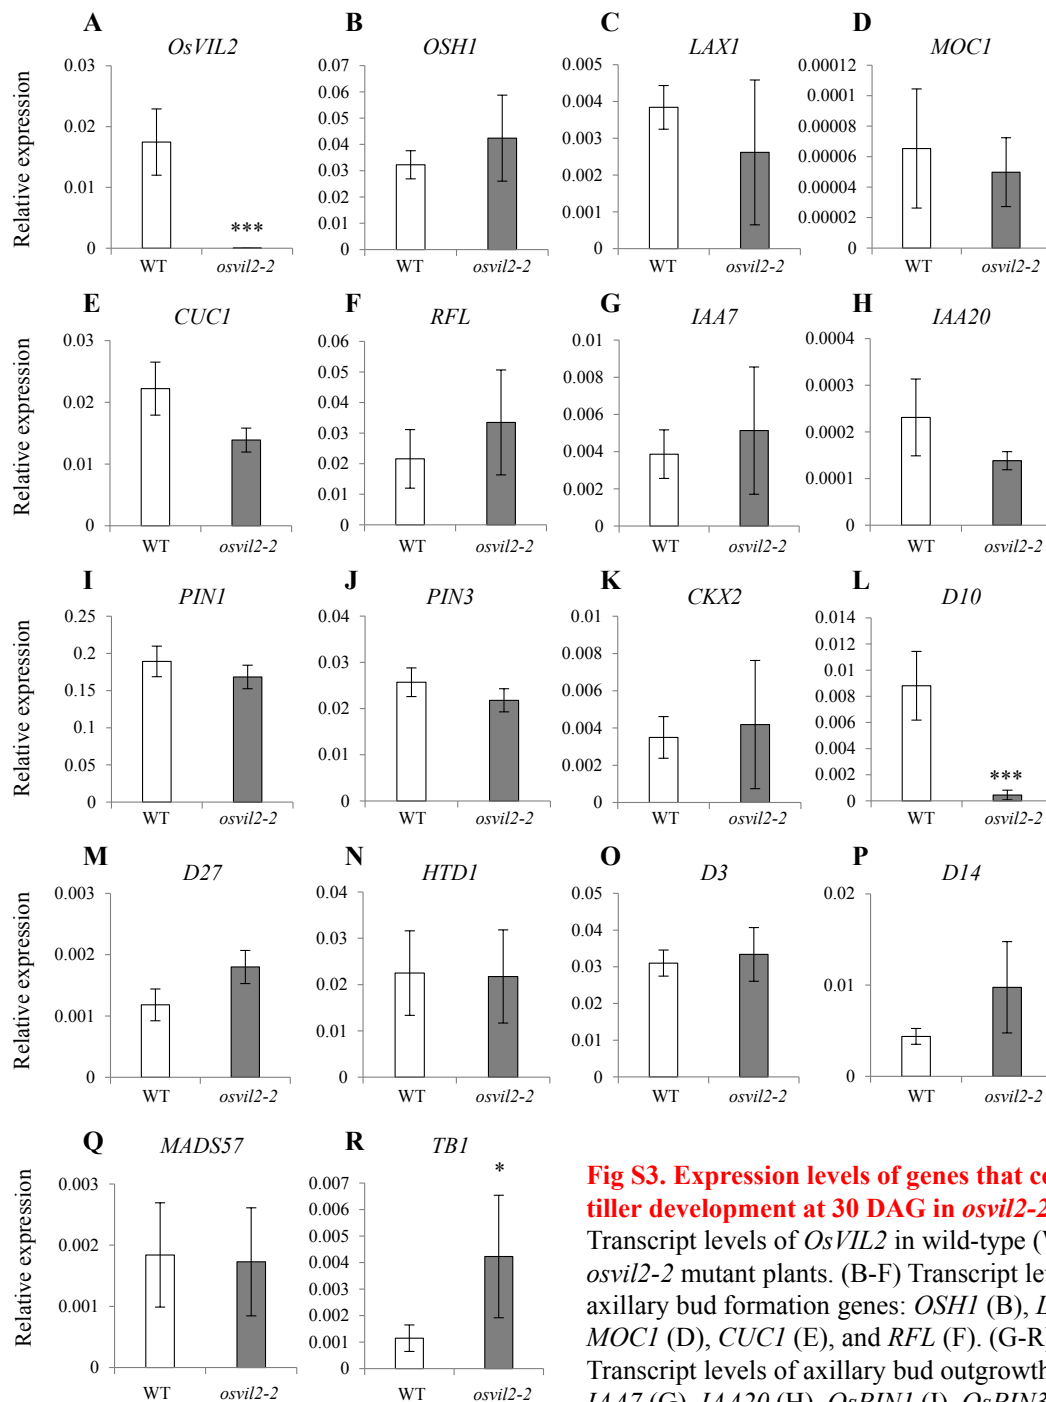 A
OsVIL2
Relative expression
0.03
0.02
0.01
0
***
WT osvil2-2
B
OSH1
0.07
0.06
0.05
0.04
0.03
0.02
0.01
0.00
WT osvil2-2
C
LAX1
0.005
0.004
0.003
0.002
0.001
0
WT osvil2-2
D
MOC1
0.00012
0.0001
0.00008
0.00006
0.00004
0.00002
0
WT osvil2-2
E
CUC1
Relative expression
0.03
0.02
0.01
0
WT osvil2-2
F
RFL
0.06
0.05
0.04
0.03
0.02
0.01
0.00
WT osvil2-2
G
IAA7
0.01
0.008
0.006
0.004
0.002
0
WT osvil2-2
H
IAA20
0.0004
0.0003
0.0002
0.0001
0
WT osvil2-2
I
PIN1
Relative expression
0.25
0.2
0.15
0.1
0.05
0
WT osvil2-2
J
PIN3
0.04
0.03
0.02
0.01
0
WT osvil2-2
K
CKX2
0.01
0.008
0.006
0.004
0.002
0
WT osvil2-2
L
D10
0.014
0.012
0.01
0.008
0.006
0.004
0.002
0
***
WT osvil2-2
M
D27
Relative expression
0.003
0.002
0.001
0
WT osvil2-2
N
HTD1
0.04
0.03
0.02
0.01
0
WT osvil2-2
O
D3
0.05
0.04
0.03
0.02
0.01
0
WT osvil2-2
P
D14
0.02
0.01
0
WT osvil2-2
Q
MADS57
Relative expression
0.003
0.002
0.001
0
WT osvil2-2
R
TB1
0.007
0.006
0.005
0.004
0.003
0.002
0.001
0
*
WT osvil2-2
Fig S3. Expression levels of genes that co
tiller development at 30 DAG in osvil2-2
Transcript levels of OsVIL2 in wild-type (
osvil2-2 mutant plants. (B-F) Transcript lev
axillary bud formation genes: OSH1 (B), L
MOC1 (D), CUC1 (E), and RFL (F). (G-R)
Transcript levels of axillary bud outgrowth
IAA7 (G), IAA20 (H), OsPIN1 (I), OsPIN3